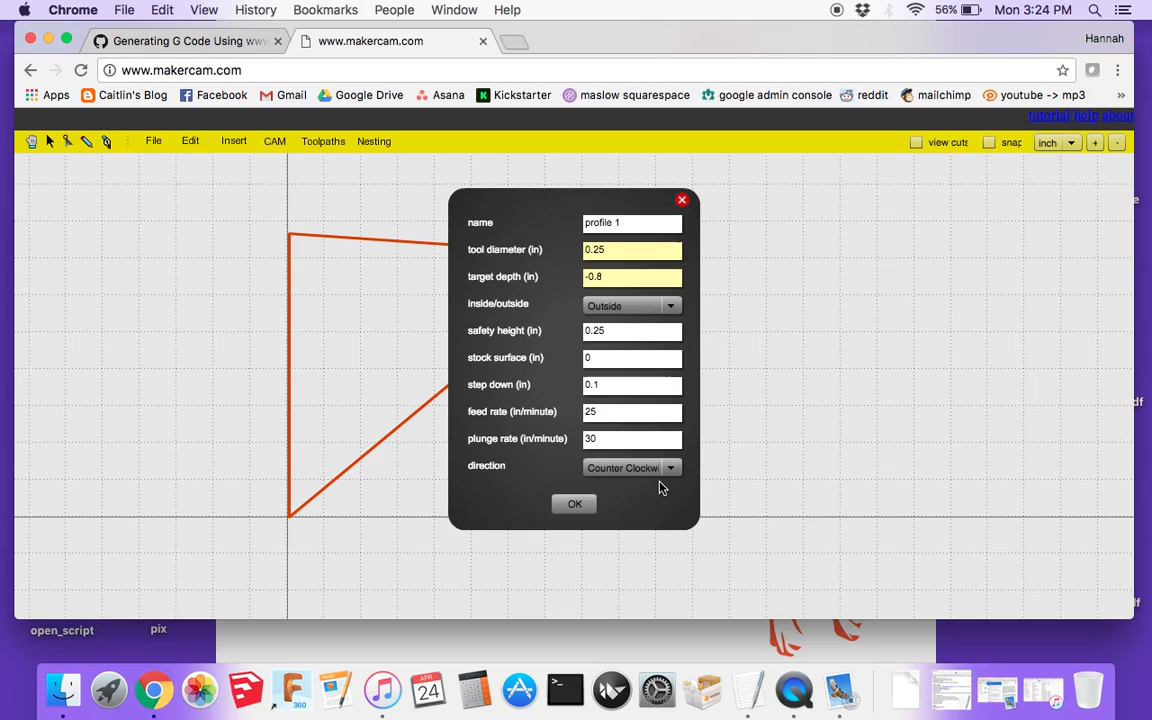 Chrome File Edit View History Bookmarks People Window Help 56% Mon 3:24 PM
Generating G Code Using www www.makercam.com Hannah
www.makercam.com
Apps Caitlin's Blog Facebook Gmail Google Drive Asana Kickstarter maslow squarespace google admin console reddit mailchimp youtube -> mp3 »
tutorial help about
File Edit Insert CAM Toolpaths Nesting view cuts snap inch + -
name profile 1
tool diameter (in) 0.25
target depth (in) -0.8
inside/outside Outside
safety height (in) 0.25
stock surface (in) 0
step down (in) 0.1
feed rate (in/minute) 25
plunge rate (in/minute) 30
direction Counter Clockwi
OK
e
df
df
open_script pix
APR
24
360